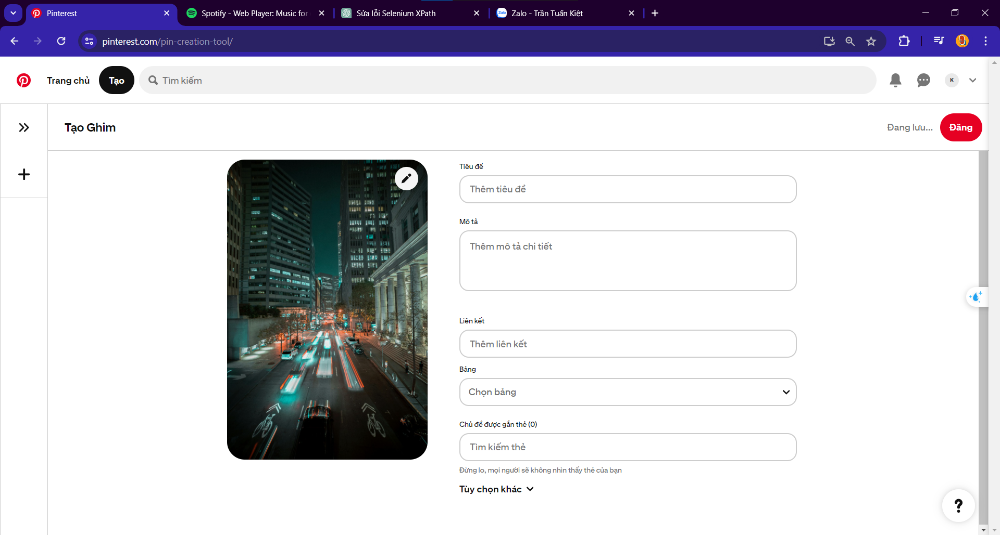 Pinterest
Spotify - Web Player: Music for
Sửa lỗi Selenium XPath
Zalo - Trần Tuấn Kiệt
pinterest.com/pin-creation-tool/
Trang chủ
Tạo
Tìm kiếm
K
Tạo Ghim
Đang lưu...
Đăng
Tiêu đề
Thêm tiêu đề
Mô tả
Thêm mô tả chi tiết
Liên kết
Thêm liên kết
Bảng
Chọn bảng
Chủ đề được gắn thẻ (0)
Tìm kiếm thẻ
Đừng lo, mọi người sẽ không nhìn thấy thẻ của bạn
Tùy chọn khác
?